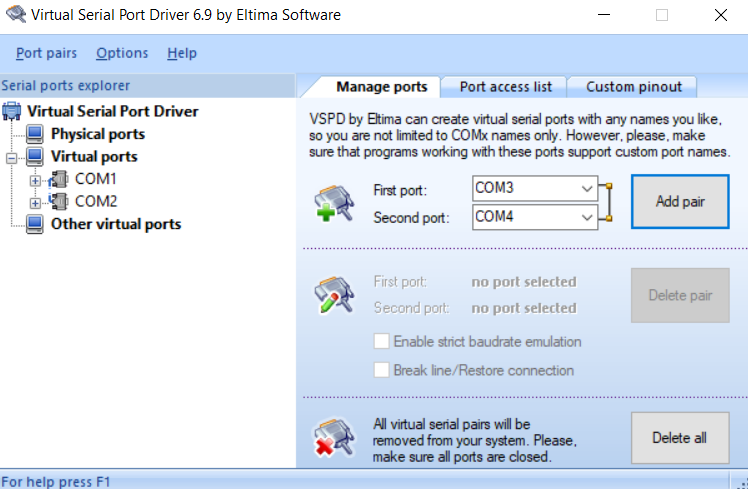 Virtual Serial Port Driver 6.9 by Eltima Software
Port pairs Options Help
Serial ports explorer
Virtual Serial Port Driver
Physical ports
Virtual ports
COM1
COM2
Other virtual ports
Manage ports Port access list Custom pinout
VSPD by Eltima can create virtual serial ports with any names you like,
so you are not limited to COMx names only. However, please, make
sure that programs working with these ports support custom port names.
First port: COM3
Second port: COM4
Add pair
First port: no port selected
Second port: no port selected
Delete pair
Enable strict baudrate emulation
Break line/Restore connection
All virtual serial pairs will be
removed from your system. Please,
make sure all ports are closed.
Delete all
For help press F1